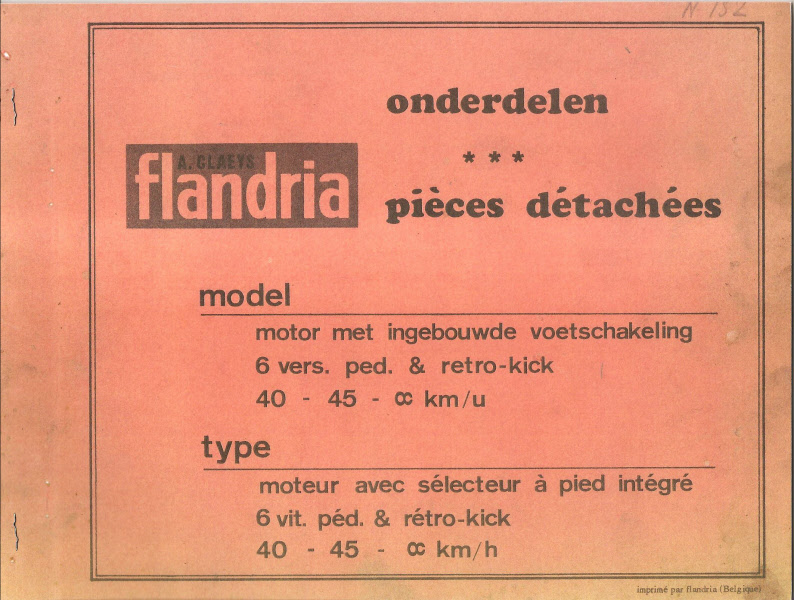 N 152
onderdelen
A. CLAEYS
flandria
* * *
pièces détachées
model
motor met ingebouwde voetschakeling
6 vers. ped. & retro-kick
40 - 45 - ∞ km/u
type
moteur avec sélecteur à pied intégré
6 vit. péd. & rétro-kick
40 - 45 - ∞ km/h
imprimé par flandria (Belgique)